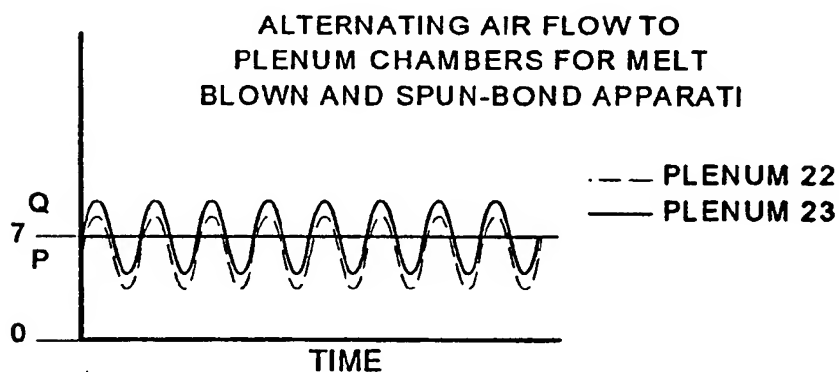 ALTERNATING AIR FLOW TO
PLENUM CHAMBERS FOR MELT
BLOWN AND SPUN-BOND APPARATI
PLENUM 22
PLENUM 23
Q
7
P
0
TIME